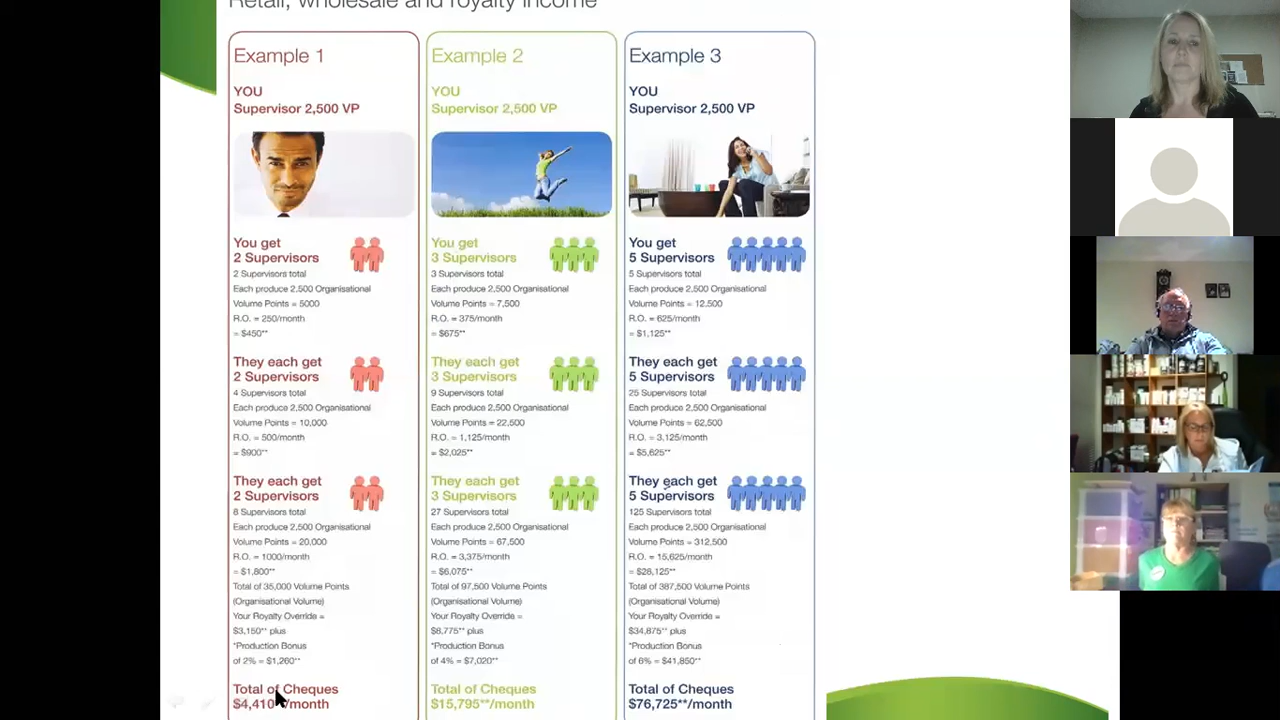 Retail, wholesale and royalty income
Example 1
YOU
Supervisor 2,500 VP
You get
2 Supervisors
2 Supervisors total
Each produce 2,500 Organisational
Volume Points = 5000
R.O. = 250/month
= $450**
They each get
2 Supervisors
4 Supervisors total
Each produce 2,500 Organisational
Volume Points = 10,000
R.O. = 500/month
= $900**
They each get
2 Supervisors
8 Supervisors total
Each produce 2,500 Organisational
Volume Points = 20,000
R.O. = 1000/month
= $1,800**
Total of 35,000 Volume Points
(Organisational Volume)
Your Royalty Override =
$3,150** plus
*Production Bonus
of 2% = $1,260**
Total of Cheques
$4,410 /month
Example 2
YOU
Supervisor 2,500 VP
You get
3 Supervisors
3 Supervisors total
Each produce 2,500 Organisational
Volume Points = 7,500
R.O. = 375/month
= $675**
They each get
3 Supervisors
9 Supervisors total
Each produce 2,500 Organisational
Volume Points = 22,500
R.O. = 1,125/month
= $2,025**
They each get
3 Supervisors
27 Supervisors total
Each produce 2,500 Organisational
Volume Points = 67,500
R.O. = 3,375/month
= $6,075**
Total of 97,500 Volume Points
(Organisational Volume)
Your Royalty Override =
$8,775** plus
*Production Bonus
of 4% = $7,020**
Total of Cheques
$15,795**/month
Example 3
YOU
Supervisor 2,500 VP
You get
5 Supervisors
5 Supervisors total
Each produce 2,500 Organisational
Volume Points = 12,500
R.O. = 625/month
= $1,125**
They each get
5 Supervisors
25 Supervisors total
Each produce 2,500 Organisational
Volume Points = 62,500
R.O. = 3,125/month
= $5,625**
They each get
5 Supervisors
125 Supervisors total
Each produce 2,500 Organisational
Volume Points = 312,500
R.O. = 15,625/month
= $28,125**
Total of 387,500 Volume Points
(Organisational Volume)
Your Royalty Override =
$34,875** plus
*Production Bonus
of 6% = $41,850**
Total of Cheques
$76,725**/month